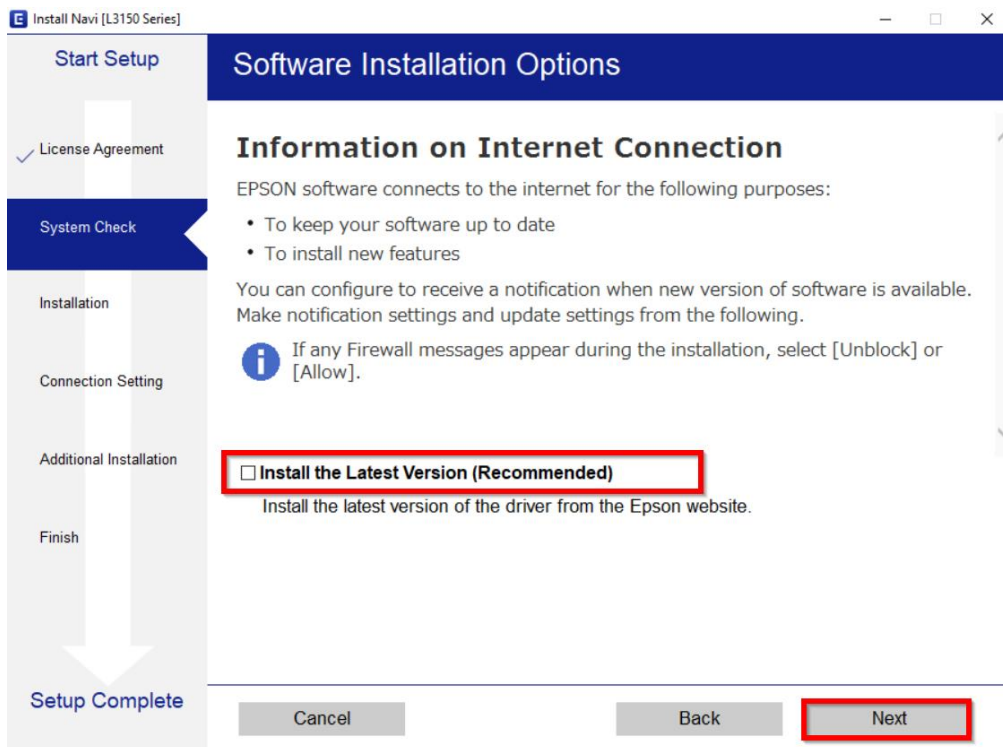 E Install Navi [L3150 Series]
Start Setup
License Agreement
System Check
Installation
Connection Setting
Additional Installation
Finish
Setup Complete
Software Installation Options
Information on Internet Connection
EPSON software connects to the internet for the following purposes:
• To keep your software up to date
• To install new features
You can configure to receive a notification when new version of software is available.
Make notification settings and update settings from the following.
i If any Firewall messages appear during the installation, select [Unblock] or
[Allow].
Install the Latest Version (Recommended)
Install the latest version of the driver from the Epson website.
Cancel Back Next